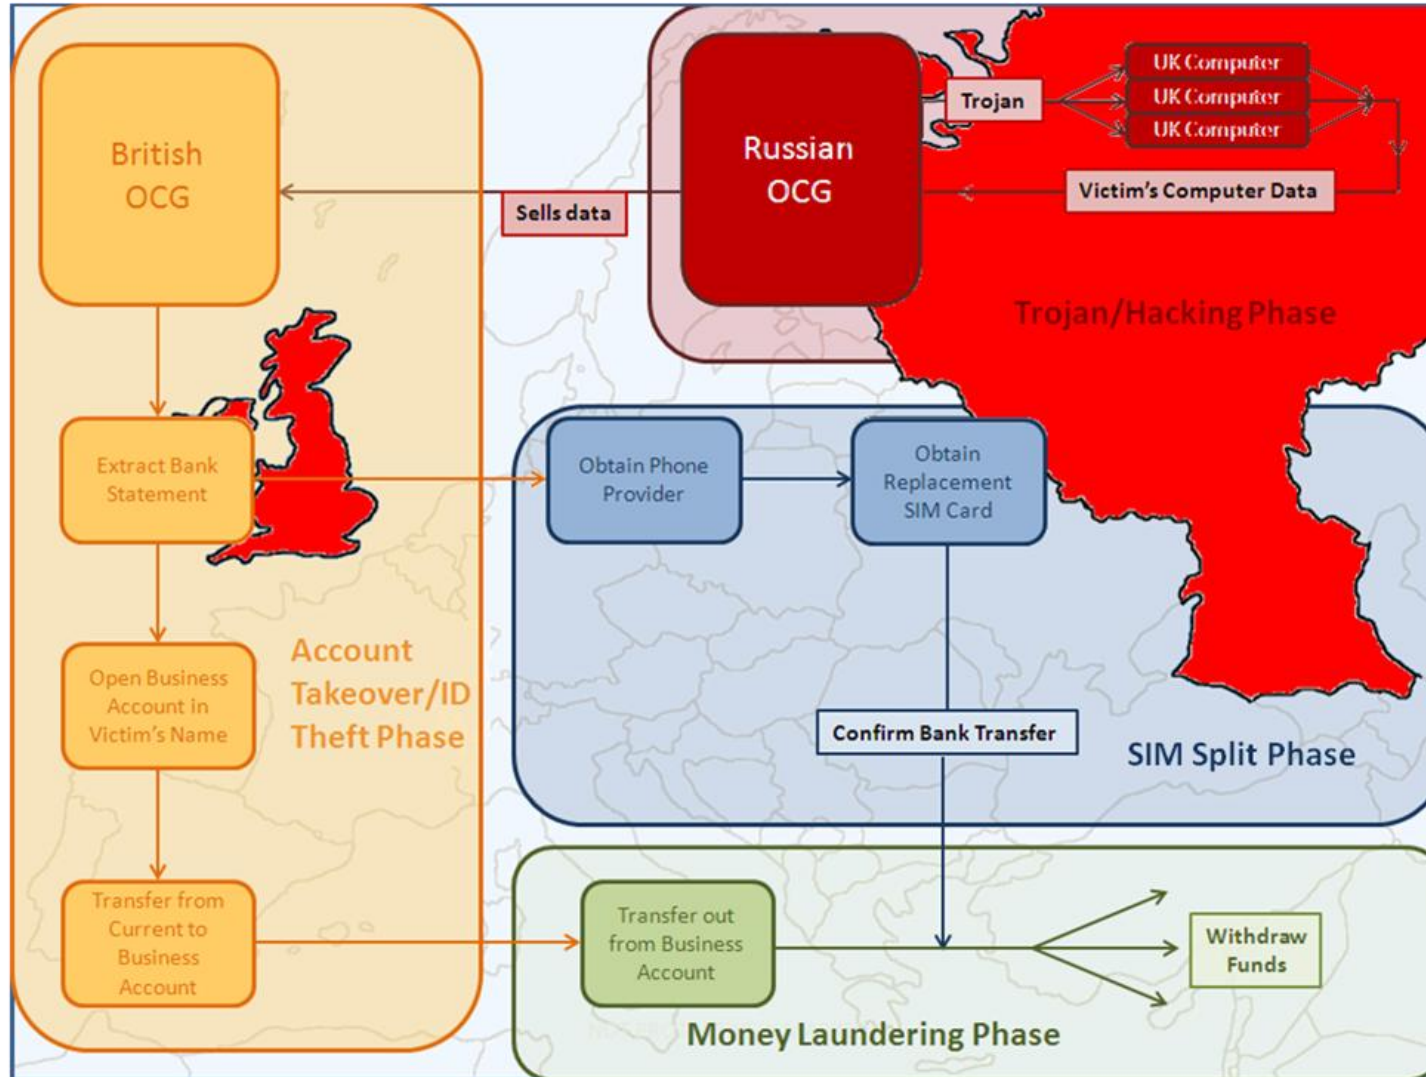 British
OCG
Russian
OCG
Trojan
UK Computer
UK Computer
UK Computer
Victim's Computer Data
Sells data
Trojan/Hacking Phase
Extract Bank
Statement
Obtain Phone
Provider
Obtain
Replacement
SIM Card
Account
Takeover/ID
Theft Phase
Open Business
Account in
Victim's Name
Confirm Bank Transfer
SIM Split Phase
Transfer from
Current to
Business
Account
Transfer out
from Business
Account
Withdraw
Funds
Money Laundering Phase